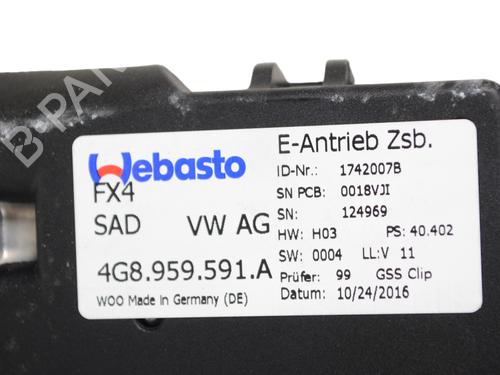 B-PAR
Webasto
FX4
SAD VW AG
4G8.959.591.A
W00 Made in Germany (DE)
E-Antrieb Zsb.
ID-Nr.: 1742007B
SN PCB: 0018VJI
SN: 124969
HW: H03 PS: 40.402
SW: 0004 LL:V 11
Prüfer: 99 GSS Clip
Datum: 10/24/2016